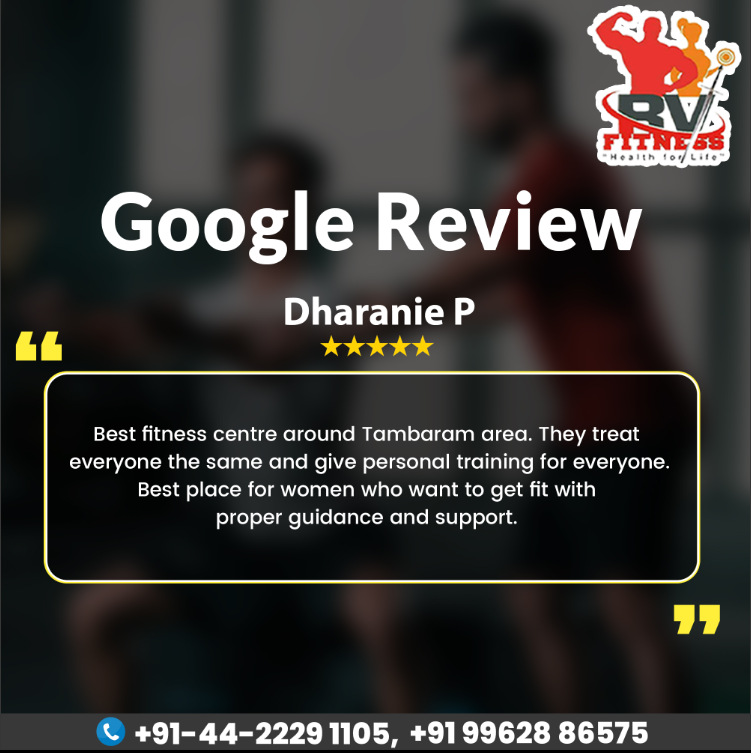 RV
FITNESS
"Health for Life"
Google Review
Dharanie P
“
Best fitness centre around Tambaram area. They treat
everyone the same and give personal training for everyone.
Best place for women who want to get fit with
proper guidance and support.
”
+91-44-2229 1105, +91 99628 86575